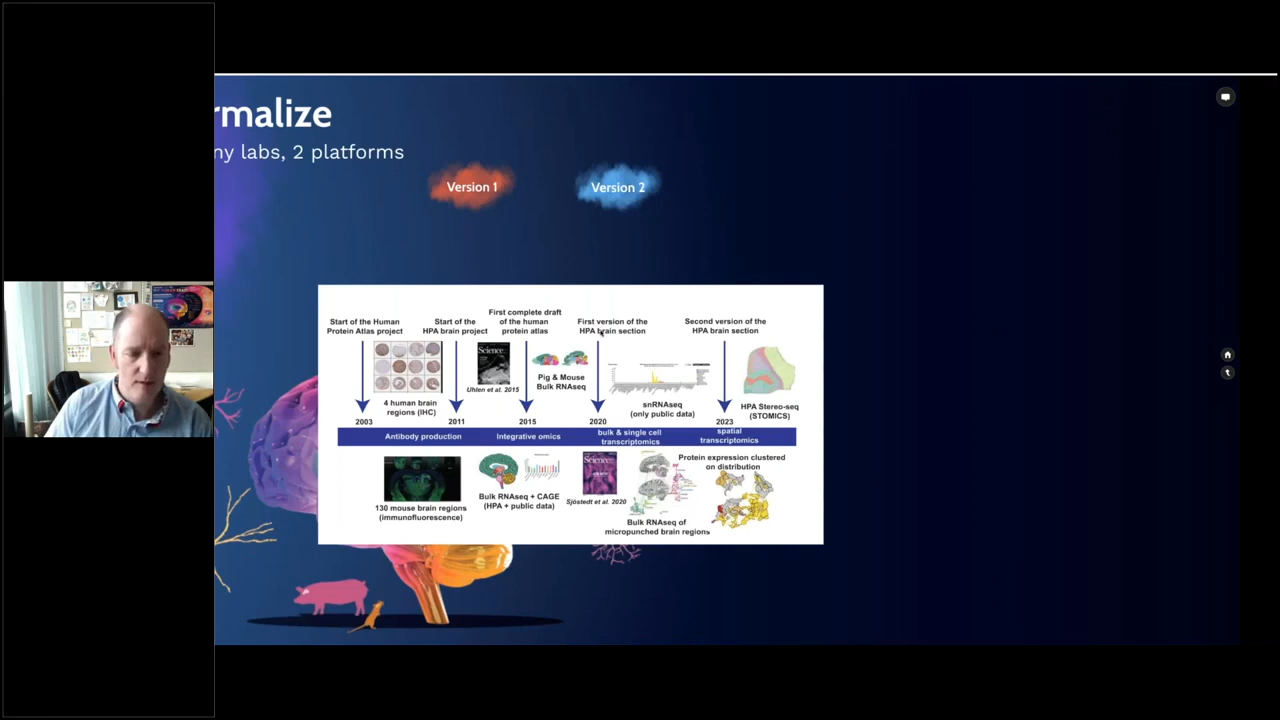 rmalize
ny labs, 2 platforms
Version 1
Version 2
Start of the Human
Protein Atlas project
Start of the
HPA brain project
First complete draft
of the human
protein atlas
First version of the
HPA brain section
Second version of the
HPA brain section
Science
Uhlen et al. 2015
Pig & Mouse
Bulk RNAseq
4 human brain
regions (IHC)
snRNAseq
(only public data)
HPA Stereo-seq
(STOMICS)
2003
2011
2015
2020
2023
Antibody production
Integrative omics
bulk & single cell
transcriptomics
spatial
transcriptomics
130 mouse brain regions
(immunofluorescence)
Bulk RNAseq + CAGE
(HPA + public data)
Science
Sjöstedt et al. 2020
Bulk RNAseq of
micropunched brain regions
Protein expression clustered
on distribution